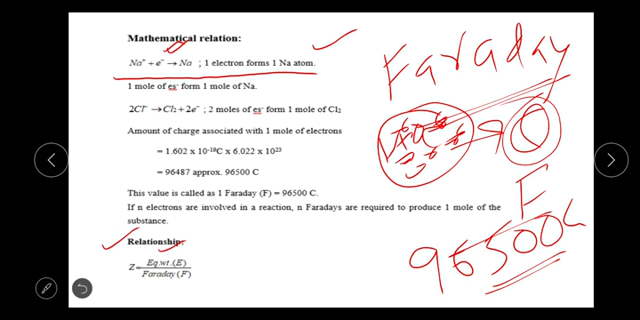 Mathematical relation:
Na⁺ + e⁻ → Na ; 1 electron forms 1 Na atom.
1 mole of es⁻ form 1 mole of Na.
2Cl⁻ → Cl₂ + 2e⁻ ; 2 moles of es⁻ form 1 mole of Cl₂
Amount of charge associated with 1 mole of electrons
= 1.602 x 10⁻¹⁹C x 6.022 x 10²³
= 96487 approx. 96500 C
This value is called as 1 Faraday (F) = 96500 C.
If n electrons are involved in a reaction, n Faradays are required to produce 1 mole of the
substance.
Relationship:
Z = Eq.wt.(E) / Faraday(F)
Faraday
F
96500 C